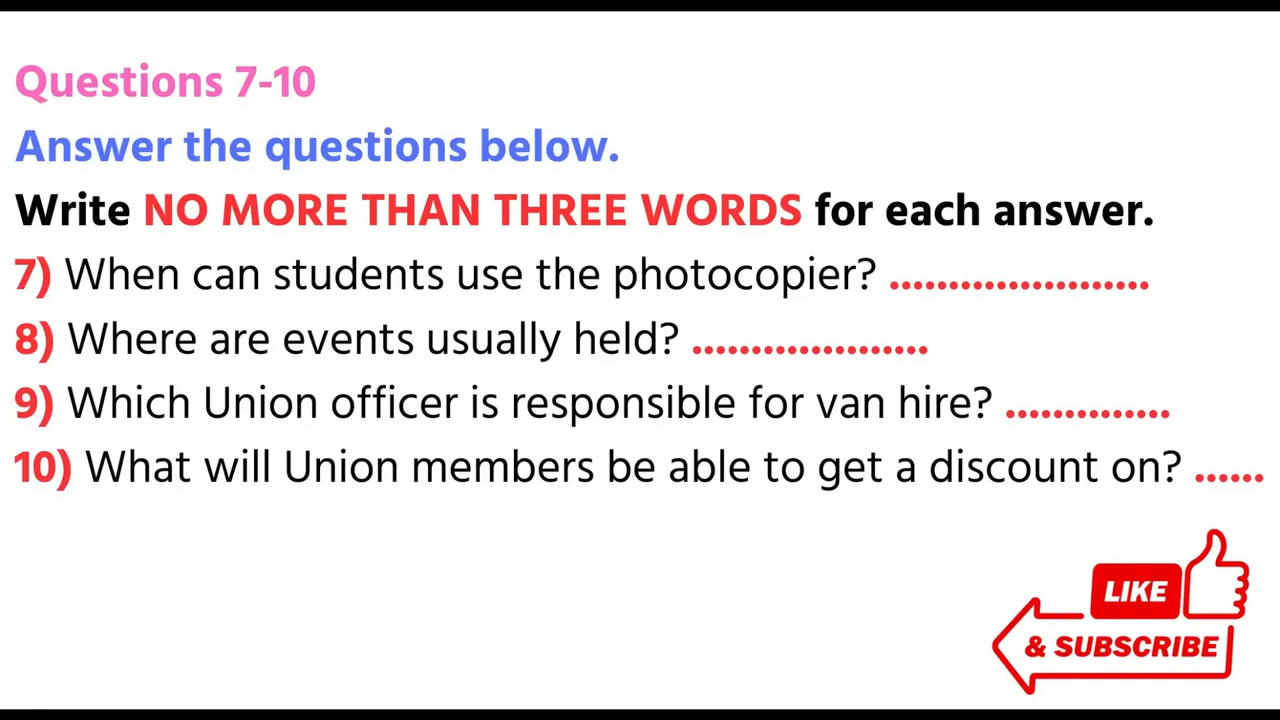 Questions 7-10
Answer the questions below.
Write NO MORE THAN THREE WORDS for each answer.
7) When can students use the photocopier? ......................
8) Where are events usually held? ....................
9) Which Union officer is responsible for van hire? ..............
10) What will Union members be able to get a discount on? ......
LIKE
& SUBSCRIBE